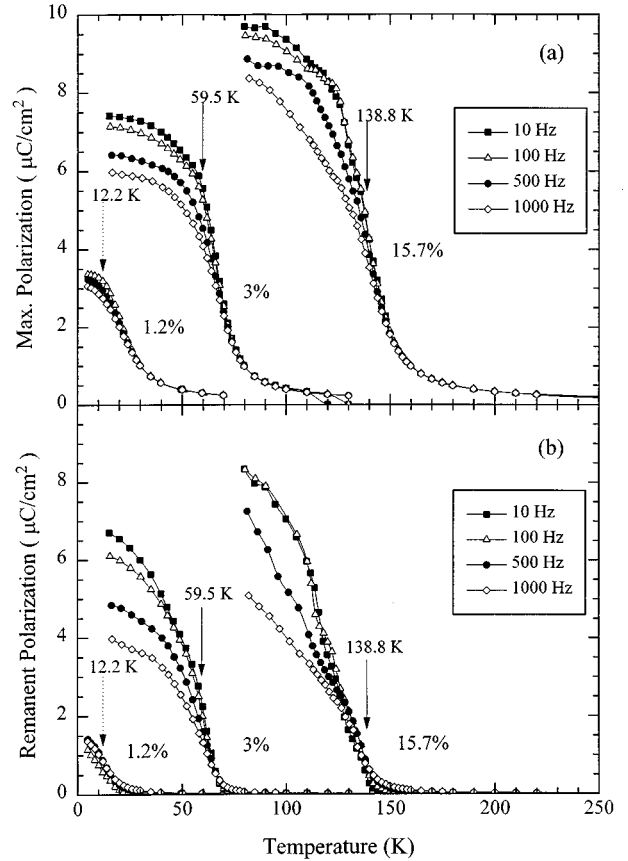 10
8
6
4
2
0
Max. Polarization ( μC/cm² )
(a)
59.5 K
138.8 K
12.2 K
10 Hz
100 Hz
500 Hz
1000 Hz
15.7%
3%
1.2%
8
6
4
2
0
Remanent Polarization ( μC/cm² )
(b)
10 Hz
100 Hz
500 Hz
1000 Hz
59.5 K
138.8 K
12.2 K
1.2%
3%
15.7%
0 50 100 150 200 250
Temperature (K)